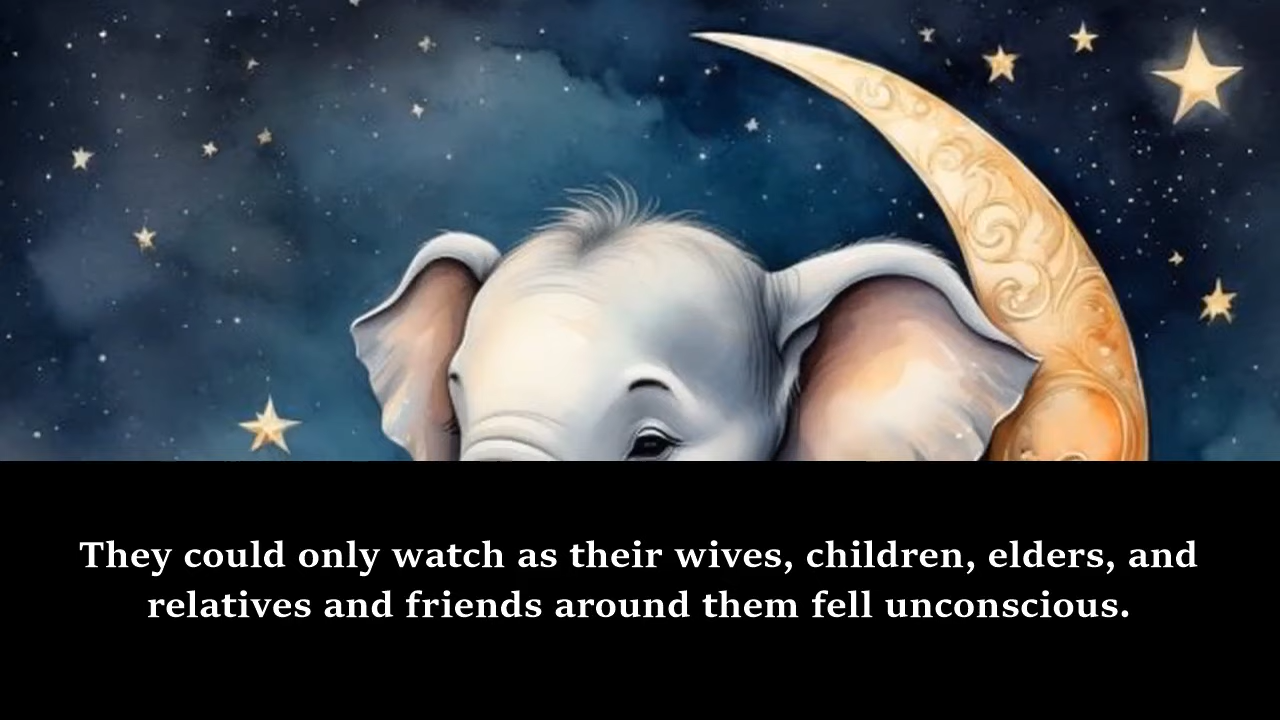 They could only watch as their wives, children, elders, and
relatives and friends around them fell unconscious.